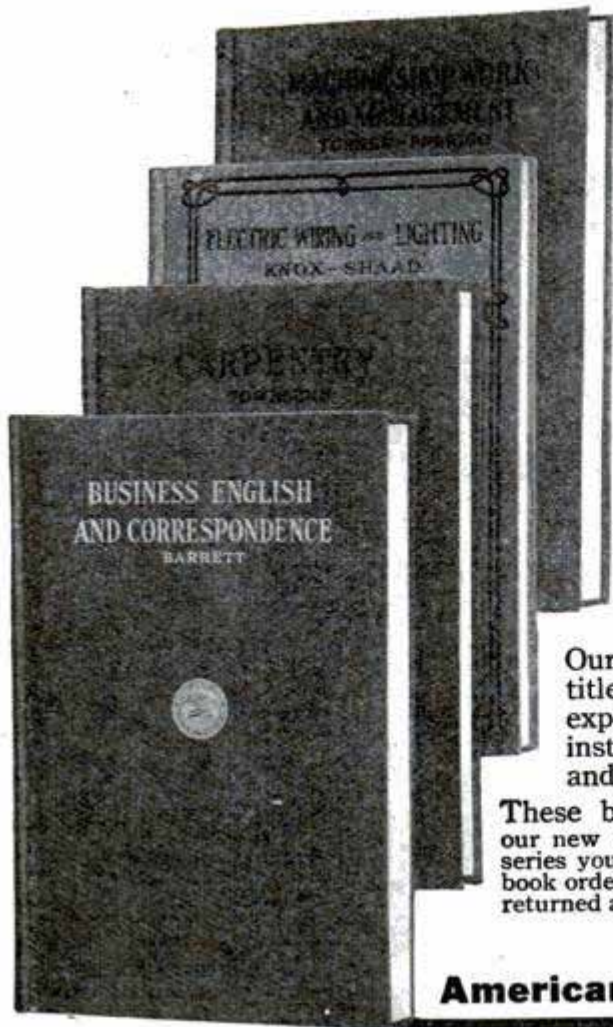 MACHINE SHOP WORK
AND MANAGEMENT
ELECTRIC WIRING AND LIGHTING
KNOX-SHAAD
CARPENTRY
TOWNSEND
BUSINESS ENGLISH
AND CORRESPONDENCE
BARRETT
Our
title
exp
inst
and
These b
our new
series you
book orde
returned a
American